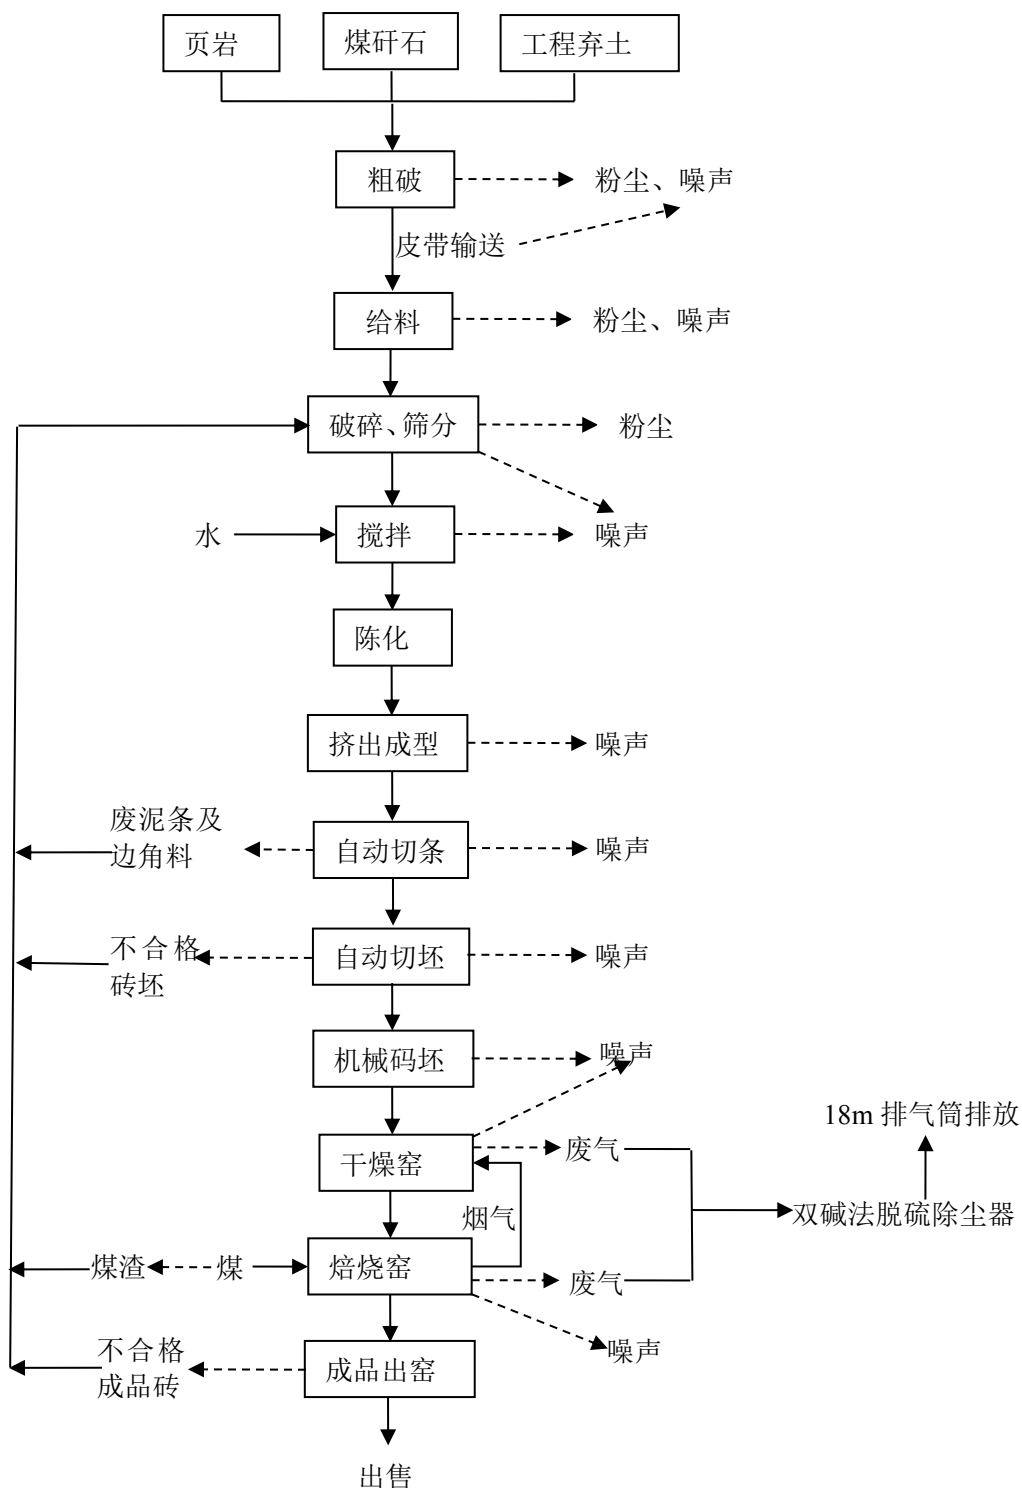 页岩
煤矸石
工程弃土
粗破
粉尘、噪声
皮带输送
给料
粉尘、噪声
破碎、筛分
粉尘
水
搅拌
噪声
陈化
挤出成型
噪声
废泥条及
边角料
自动切条
噪声
不合格
砖坯
自动切坯
噪声
机械码坯
噪声
18m 排气筒排放
干燥窑
废气
烟气
双碱法脱硫除尘器
煤渣
煤
焙烧窑
废气
噪声
不合格
成品砖
成品出窑
出售